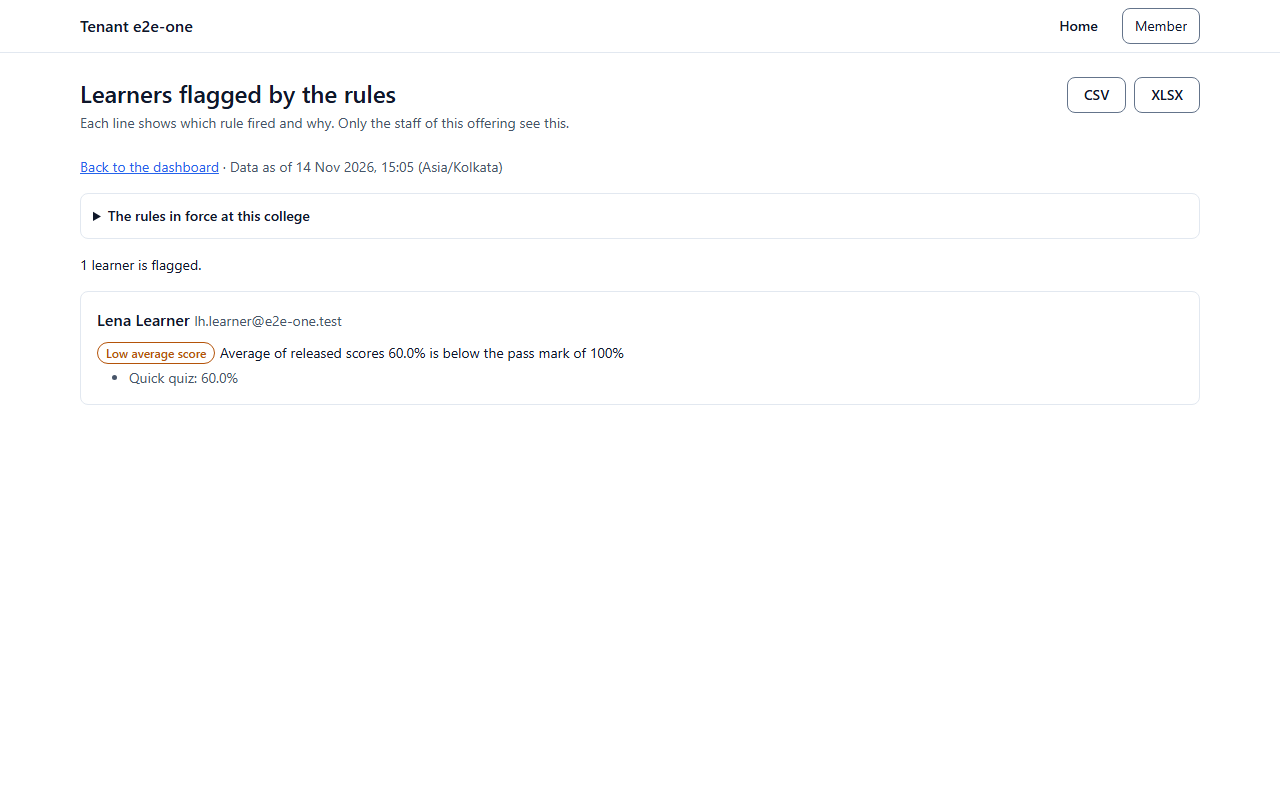 Tenant e2e-one
Home
Member
Learners flagged by the rules
CSV
XLSX
Each line shows which rule fired and why. Only the staff of this offering see this.
Back to the dashboard · Data as of 14 Nov 2026, 15:05 (Asia/Kolkata)
The rules in force at this college
1 learner is flagged.
Lena Learner lh.learner@e2e-one.test
Low average score Average of released scores 60.0% is below the pass mark of 100%
Quick quiz: 60.0%